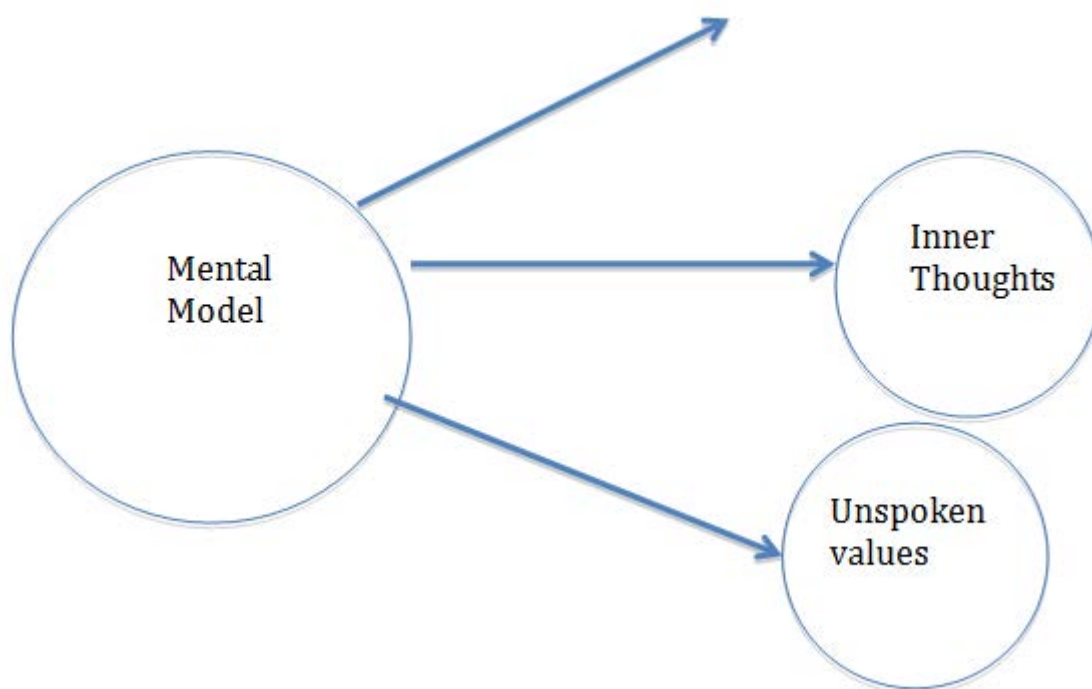 Mental
Model
Inner
Thoughts
Unspoken
values